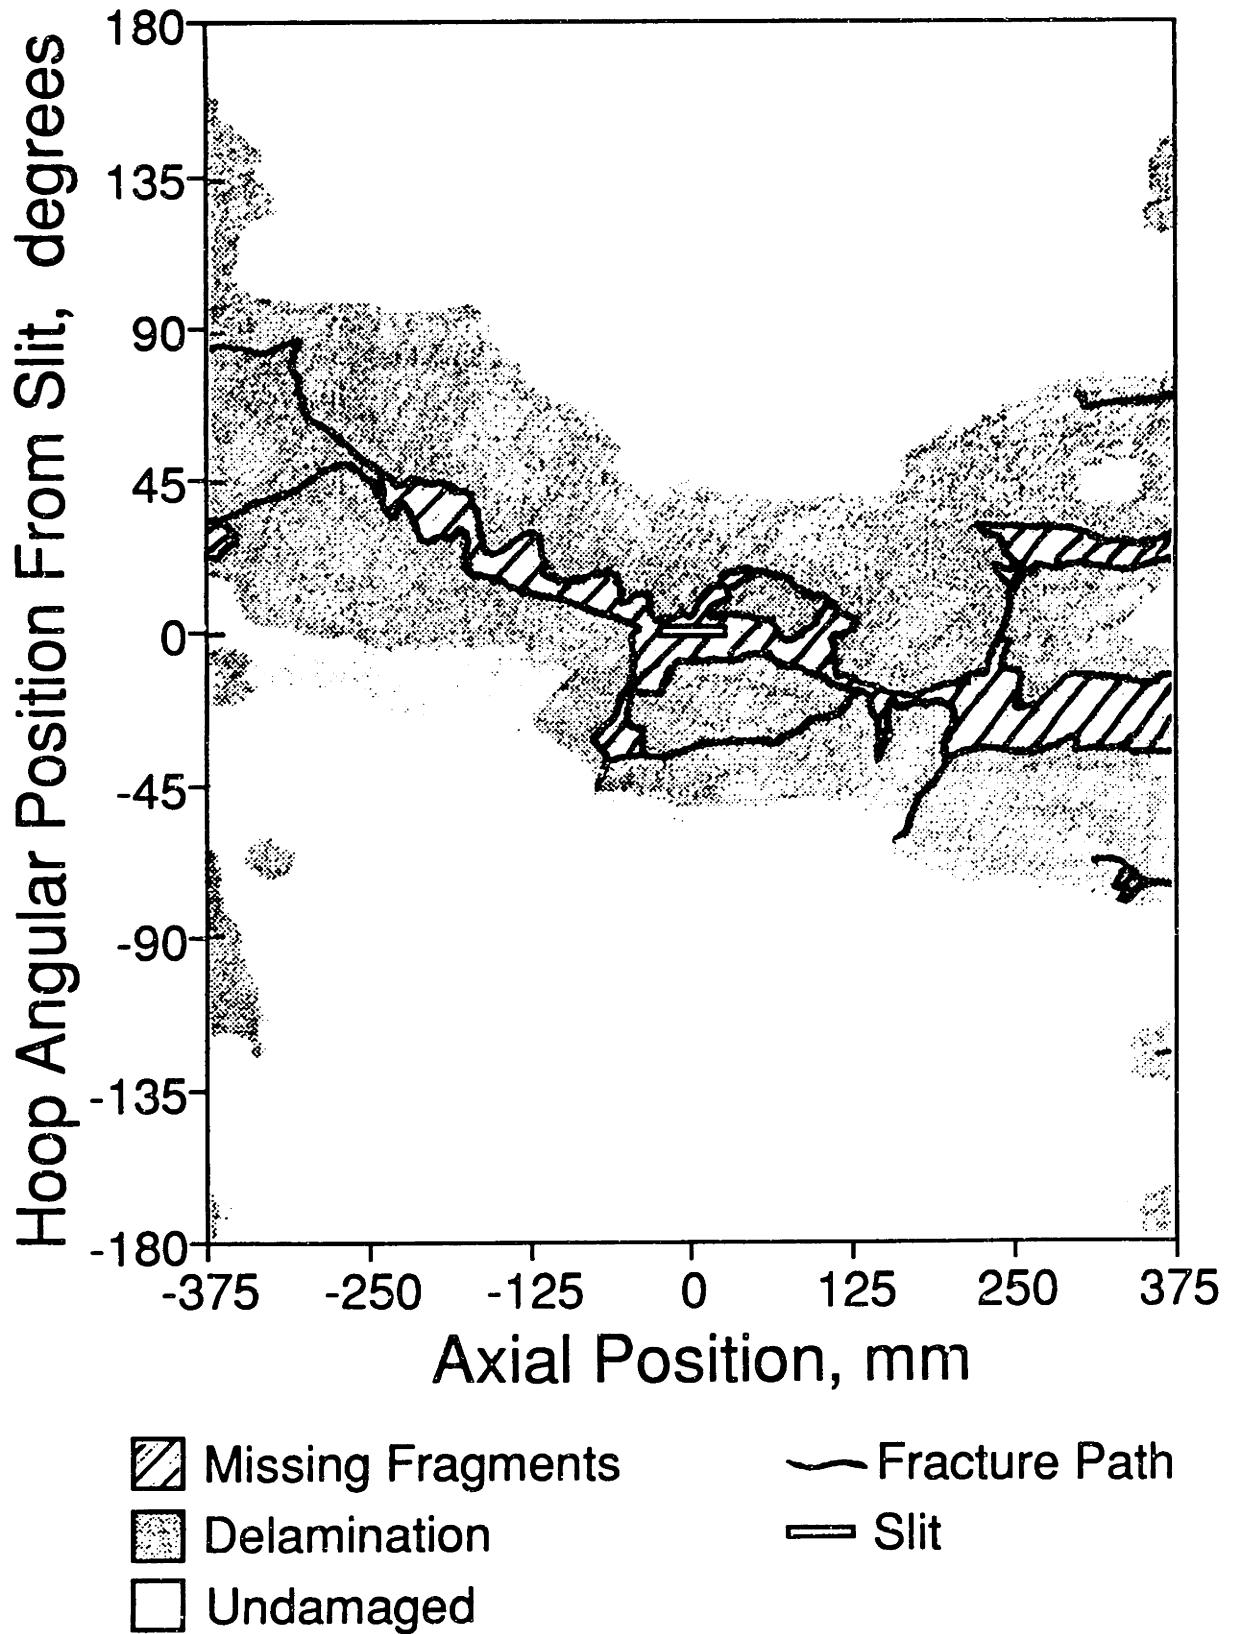 Hoop Angular Position From Slit, degrees
180
135
90
45
0
-45
-90
-135
-180
-375 -250 -125 0 125 250 375
Axial Position, mm
Missing Fragments
Fracture Path
Delamination
Slit
Undamaged